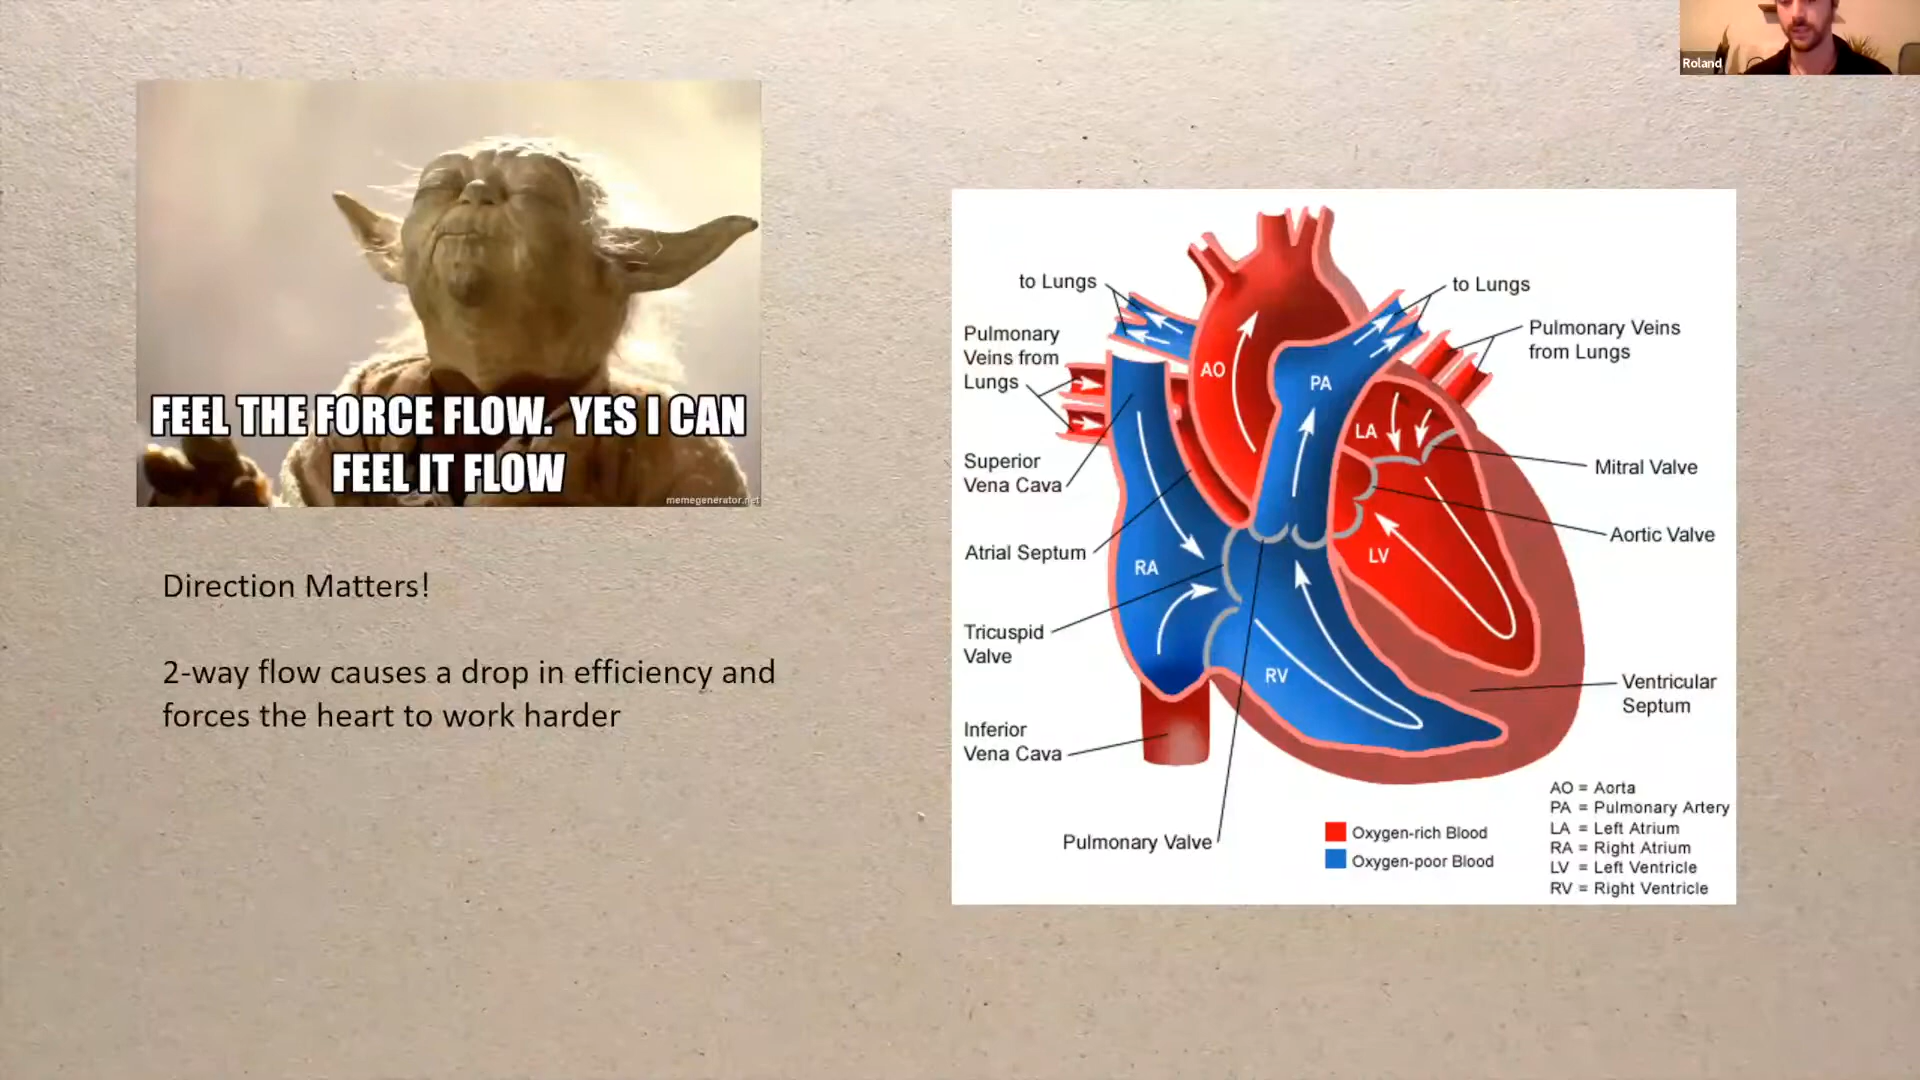 Roland
FEEL THE FORCE FLOW. YES I CAN
FEEL IT FLOW
memegenerator.net
Direction Matters!
2-way flow causes a drop in efficiency and
forces the heart to work harder
to Lungs
Pulmonary
Veins from
Lungs
Superior
Vena Cava
Atrial Septum
Tricuspid
Valve
Inferior
Vena Cava
Pulmonary Valve
AO
PA
LA
LV
RA
RV
to Lungs
Pulmonary Veins
from Lungs
Mitral Valve
Aortic Valve
Ventricular
Septum
Oxygen-rich Blood
Oxygen-poor Blood
AO = Aorta
PA = Pulmonary Artery
LA = Left Atrium
RA = Right Atrium
LV = Left Ventricle
RV = Right Ventricle